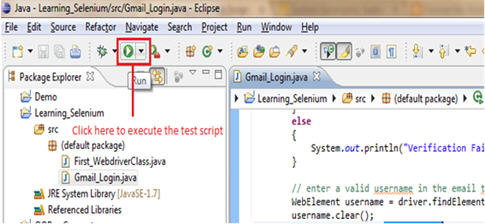 Java - Learning_Selenium/src/Gmail_Login.java - Eclipse
File Edit Source Refactor Navigate Search Project Run Window Help
Package Explorer
Run
Demo
Learning_Selenium
src
Click here to execute the test script
(default package)
First_WebdriverClass.java
Gmail_Login.java
JRE System Library [JavaSE-1.7]
Referenced Libraries
Gmail_Login.java
Learning_Selenium src (default package)
}
else
{
System.out.println("Verification Fai
}
// enter a valid username in the email t
WebElement username = driver.findElement
username.clear();